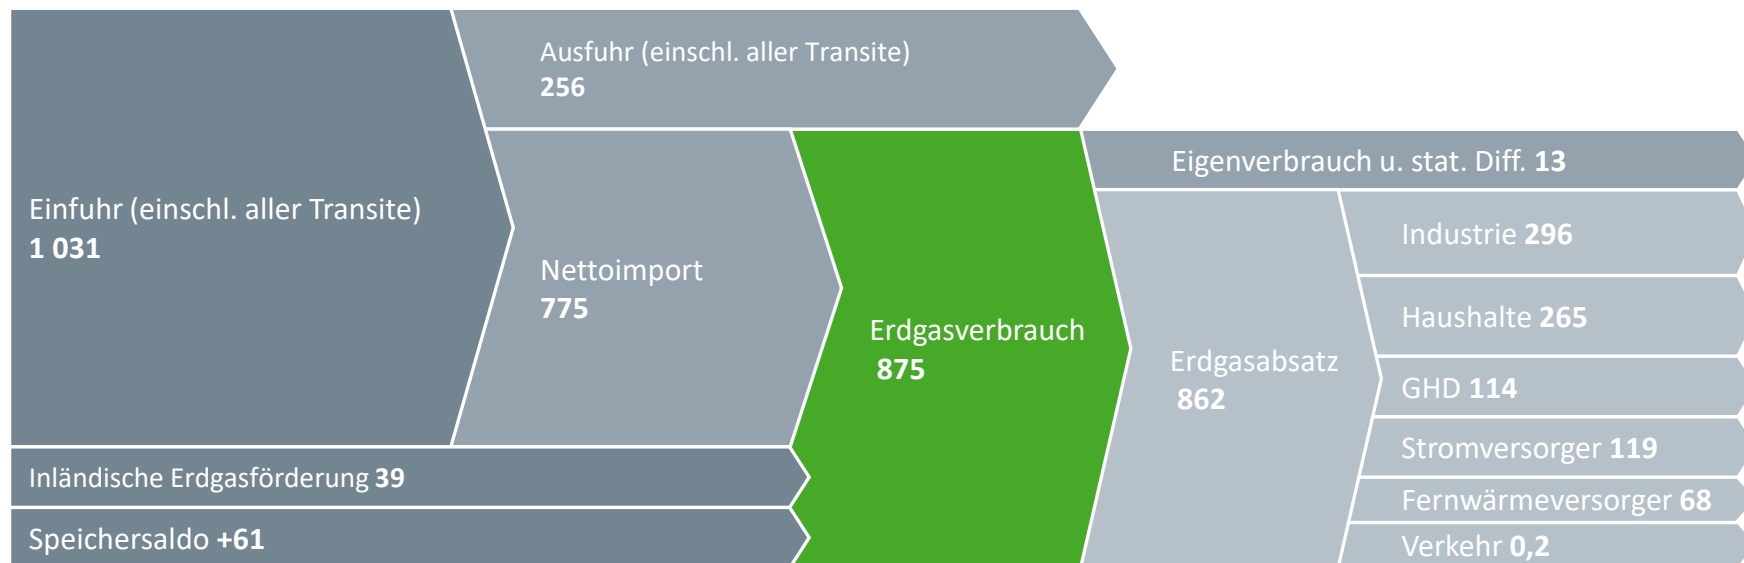 Einfuhr (einschl. aller Transite)
1 031
Inländische Erdgasförderung 39
Speichersaldo +61
Ausfuhr (einschl. aller Transite)
256
Nettoimport
775
Erdgasverbrauch
875
Eigenverbrauch u. stat. Diff. 13
Erdgasabsatz
862
Industrie 296
Haushalte 265
GHD 114
Stromversorger 119
Fernwärmeversorger 68
Verkehr 0,2